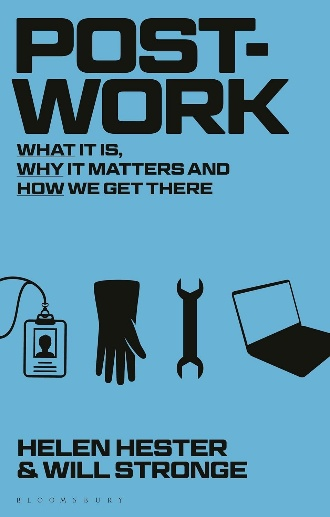 POST-
WORK
WHAT IT IS,
WHY IT MATTERS AND
HOW WE GET THERE
HELEN HESTER
& WILL STRONGE
BLOOMSBURY